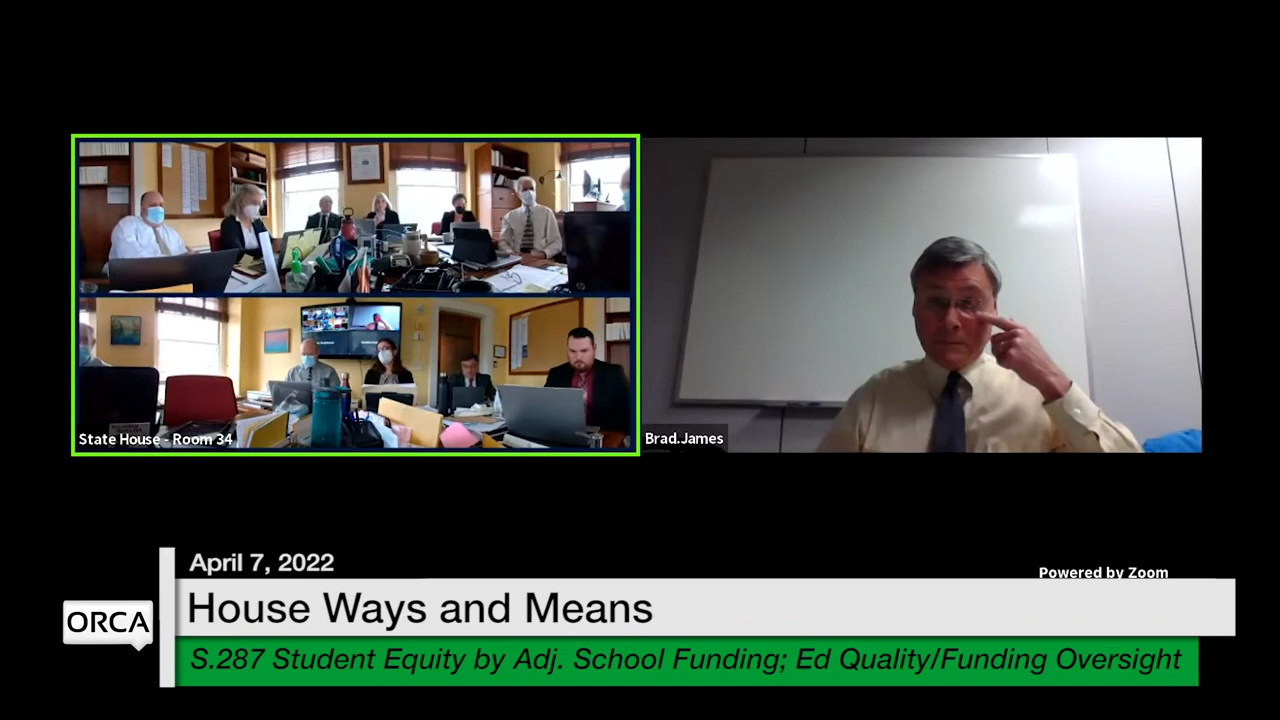 State House - Room 34
Brad.James
April 7, 2022
Powered by Zoom
House Ways and Means
ORCA
S.287 Student Equity by Adj. School Funding; Ed Quality/Funding Oversight